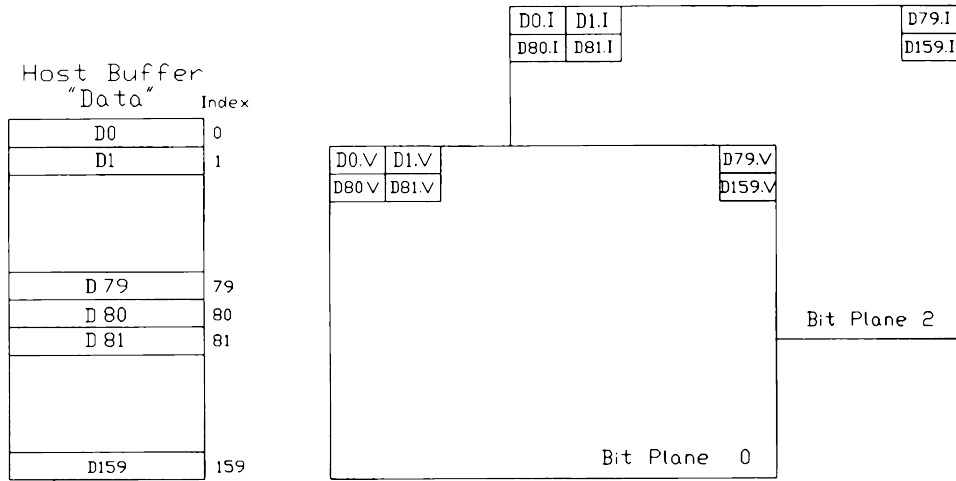 Host Buffer
"Data"
Index
D0 0
D1 1
D 79 79
D 80 80
D 81 81
D159 159
D0.I D1.I D79.I
D80.I D81.I D159.I
Bit Plane 2
D0.V D1.V D79.V
D80V D81.V D159.V
Bit Plane 0